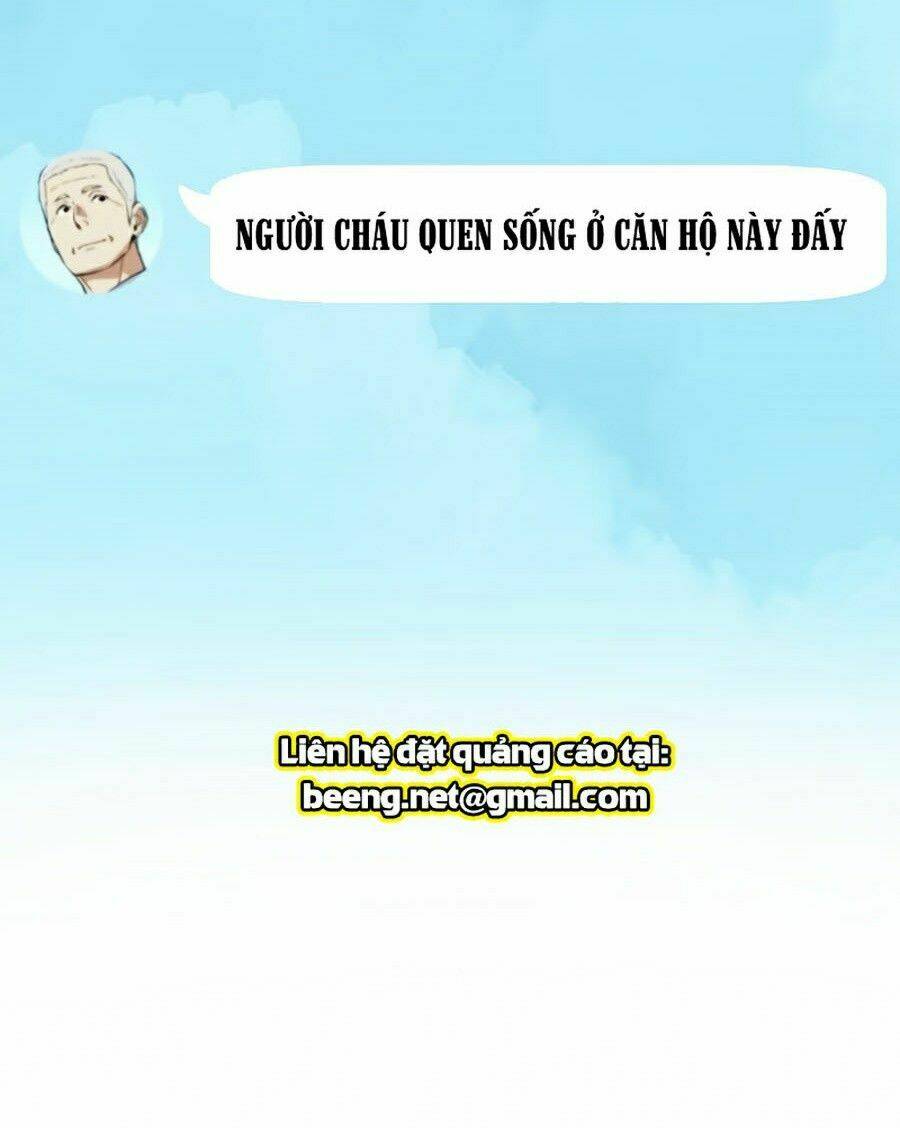 NGƯỜI CHÁU QUEN SỐNG Ở CĂN HỘ NÀY ĐẤY
Liên hệ đặt quảng cáo tại:
beeng.net@gmail.com